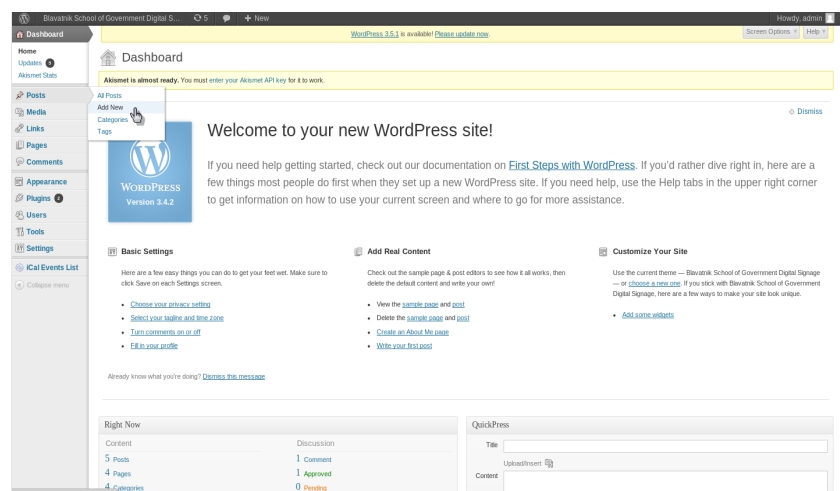 Blavatnik School of Government Digital S... 5 + New Howdy, admin
WordPress 3.5.1 is available! Please update now.
Screen Options Help
Dashboard
Home
Updates 5
Akismet Stats
Posts
Media
Links
Pages
Comments
Appearance
Plugins 2
Users
Tools
Settings
iCal Events List
Collapse menu
All Posts
Add New
Categories
Tags
Dashboard
Akismet is almost ready. You must enter your Akismet API key for it to work.
Dismiss
WORDPRESS
Version 3.4.2
Welcome to your new WordPress site!
If you need help getting started, check out our documentation on First Steps with WordPress. If you'd rather dive right in, here are a
few things most people do first when they set up a new WordPress site. If you need help, use the Help tabs in the upper right corner
to get information on how to use your current screen and where to go for more assistance.
Basic Settings
Here are a few easy things you can do to get your feet wet. Make sure to
click Save on each Settings screen.
Choose your privacy setting
Select your tagline and time zone
Turn comments on or off
Fill in your profile
Add Real Content
Check out the sample page & post editors to see how it all works, then
delete the default content and write your own!
View the sample page and post
Delete the sample page and post
Create an About Me page
Write your first post
Customize Your Site
Use the current theme — Blavatnik School of Government Digital Signage
— or choose a new one. If you stick with Blavatnik School of Government
Digital Signage, here are a few ways to make your site look unique.
Add some widgets
Already know what you're doing? Dismiss this message
Right Now
Content
5 Posts
4 Pages
4 Categories
Discussion
1 Comment
1 Approved
0 Pending
QuickPress
Title
Upload/Insert
Content